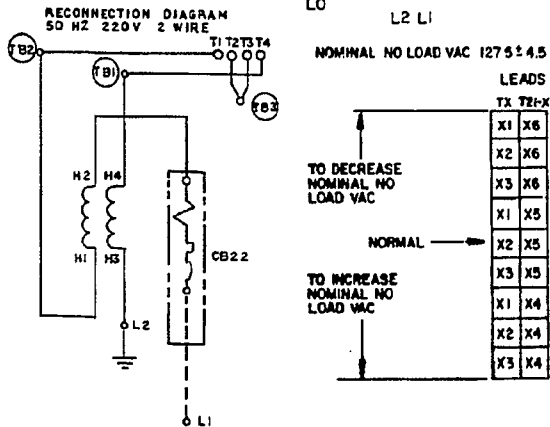 RECONNECTION DIAGRAM
50 HZ 220V 2 WIRE
TB2
T1 T2 T3 T4
TB1
TB3
H2 H4
H1 H3
CB22
L2
L1
L0
L2 L1
NOMINAL NO LOAD VAC 127.5±4.5
LEADS
TX T21-X
X1 X6
X2 X6
X3 X6
X1 X5
X2 X5
X3 X5
X1 X4
X2 X4
X3 X4
TO DECREASE
NOMINAL NO
LOAD VAC
NORMAL
TO INCREASE
NOMINAL NO
LOAD VAC